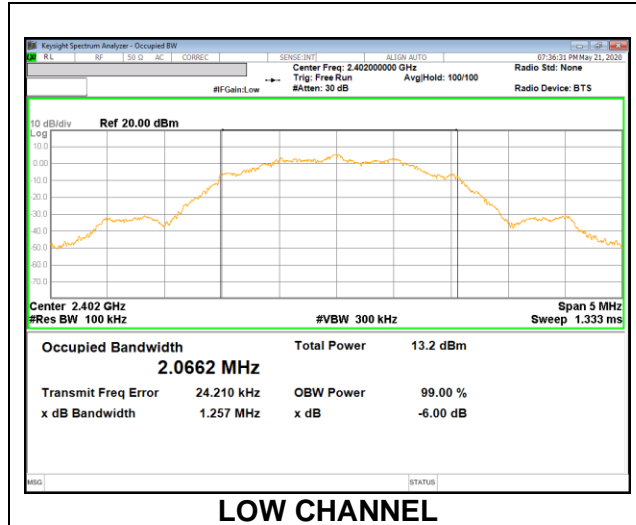 Keysight Spectrum Analyzer - Occupied BW
RL RF 50 Ω AC CORREC SENSE:INT ALIGN AUTO 07:36:31 PM May 21, 2020
Center Freq: 2.402000000 GHz Radio Std: None
Trig: Free Run Avg|Hold: 100/100
#IFGain:Low #Atten: 30 dB Radio Device: BTS
10 dB/div Ref 20.00 dBm
Log
10.0
0.00
-10.0
-20.0
-30.0
-40.0
-50.0
-60.0
-70.0
Center 2.402 GHz Span 5 MHz
#Res BW 100 kHz #VBW 300 kHz Sweep 1.333 ms
Occupied Bandwidth Total Power 13.2 dBm
2.0662 MHz
Transmit Freq Error 24.210 kHz OBW Power 99.00 %
x dB Bandwidth 1.257 MHz x dB -6.00 dB
MSG STATUS
LOW CHANNEL